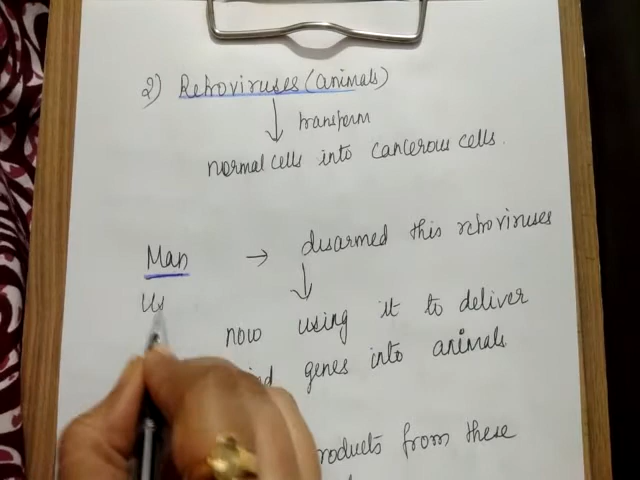 2) Retroviruses (animals)
transform
normal cells into cancerous cells.
Man → disarmed this retroviruses
us
now using it to deliver
genes into animals
products from these